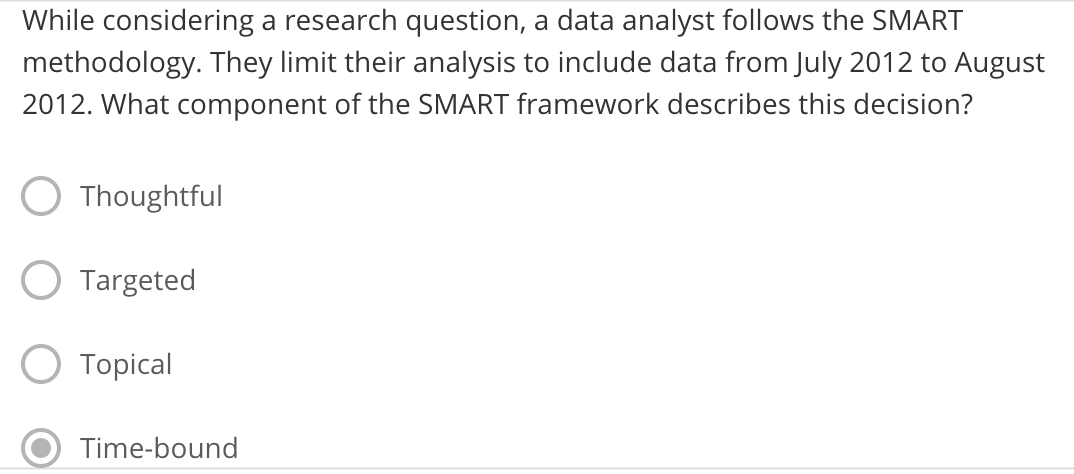 While considering a research question, a data analyst follows the SMART
methodology. They limit their analysis to include data from July 2012 to August
2012. What component of the SMART framework describes this decision?
Thoughtful
Targeted
Topical
Time-bound